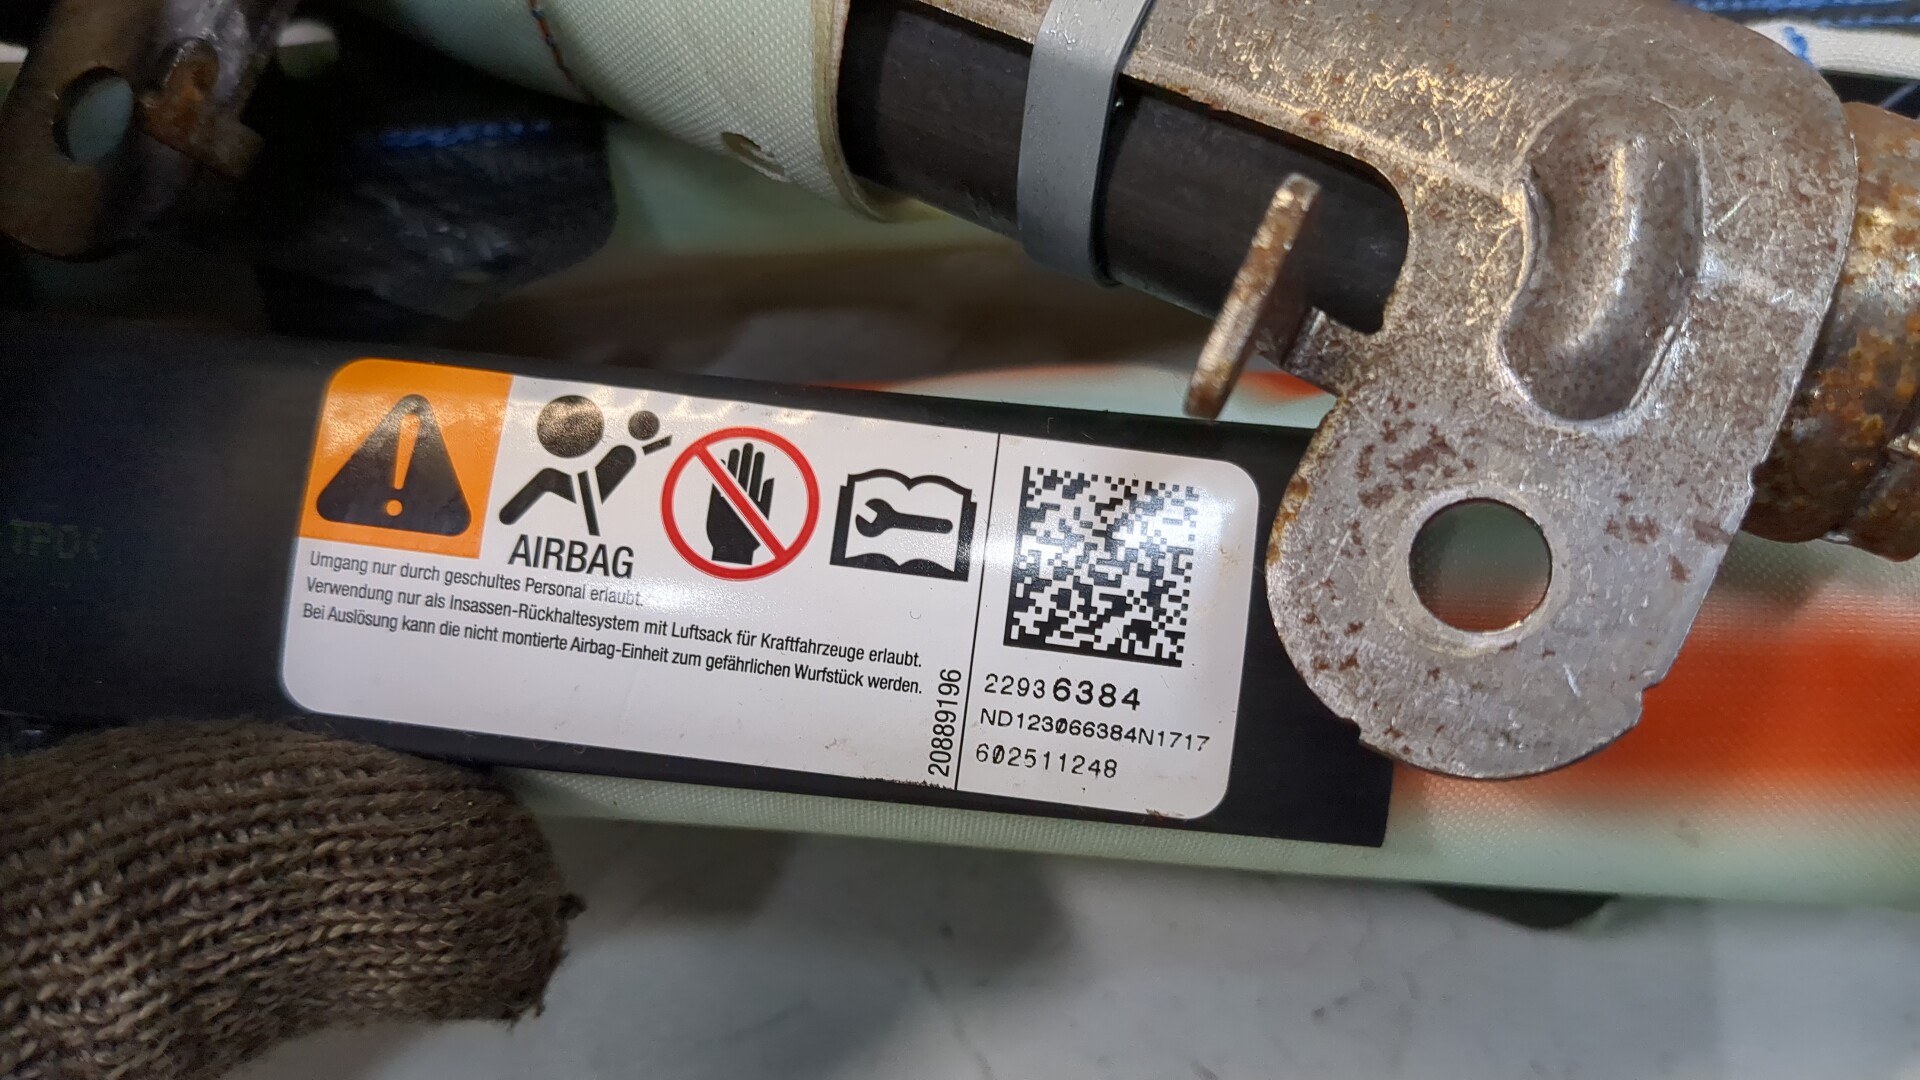 AIRBAG
Umgang nur durch geschultes Personal erlaubt.
Verwendung nur als Insassen-Rückhaltesystem mit Luftsack für Kraftfahrzeuge erlaubt.
Bei Auslösung kann die nicht montierte Airbag-Einheit zum gefährlichen Wurfstück werden.
20889196
22936384
ND123066384N1717
602511248